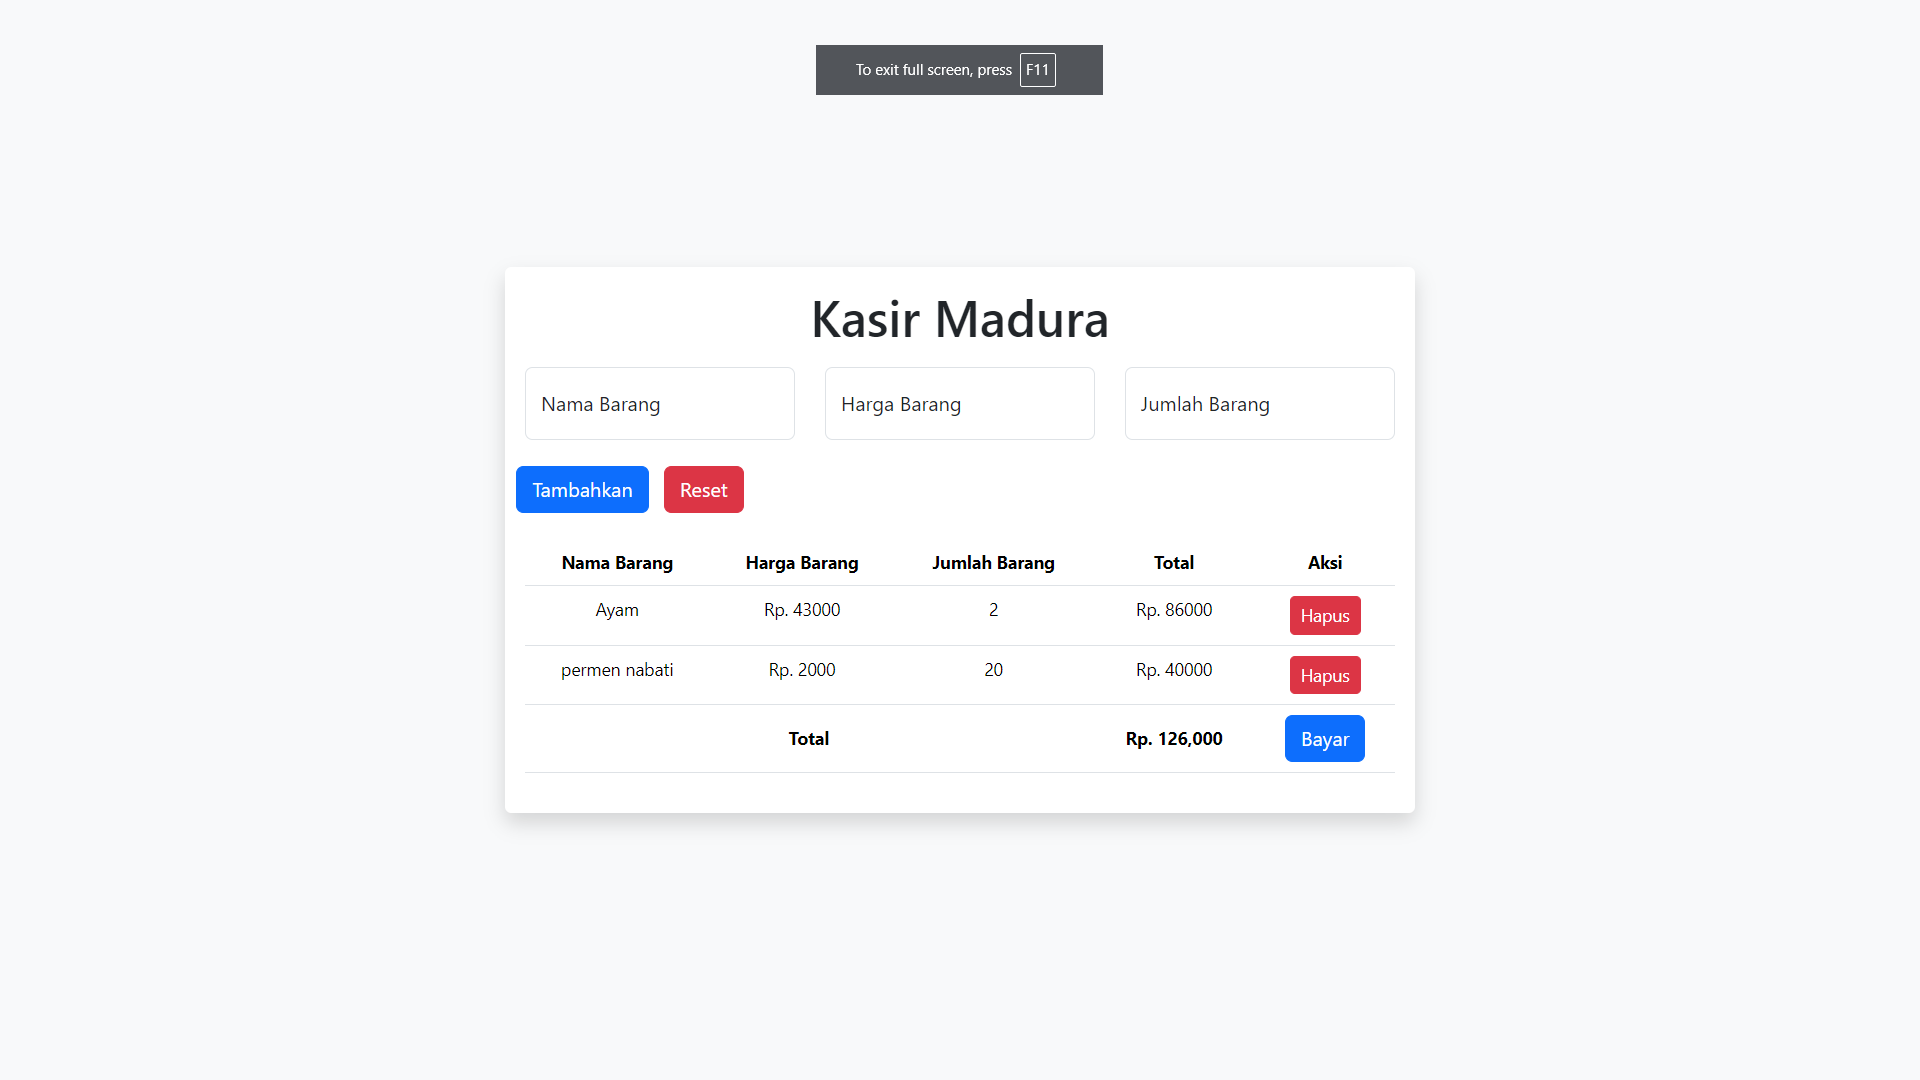 To exit full screen, press F11
Kasir Madura
Nama Barang Harga Barang Jumlah Barang
Tambahkan Reset
Nama Barang Harga Barang Jumlah Barang Total Aksi
Ayam Rp. 43000 2 Rp. 86000 Hapus
permen nabati Rp. 2000 20 Rp. 40000 Hapus
Total Rp. 126,000 Bayar